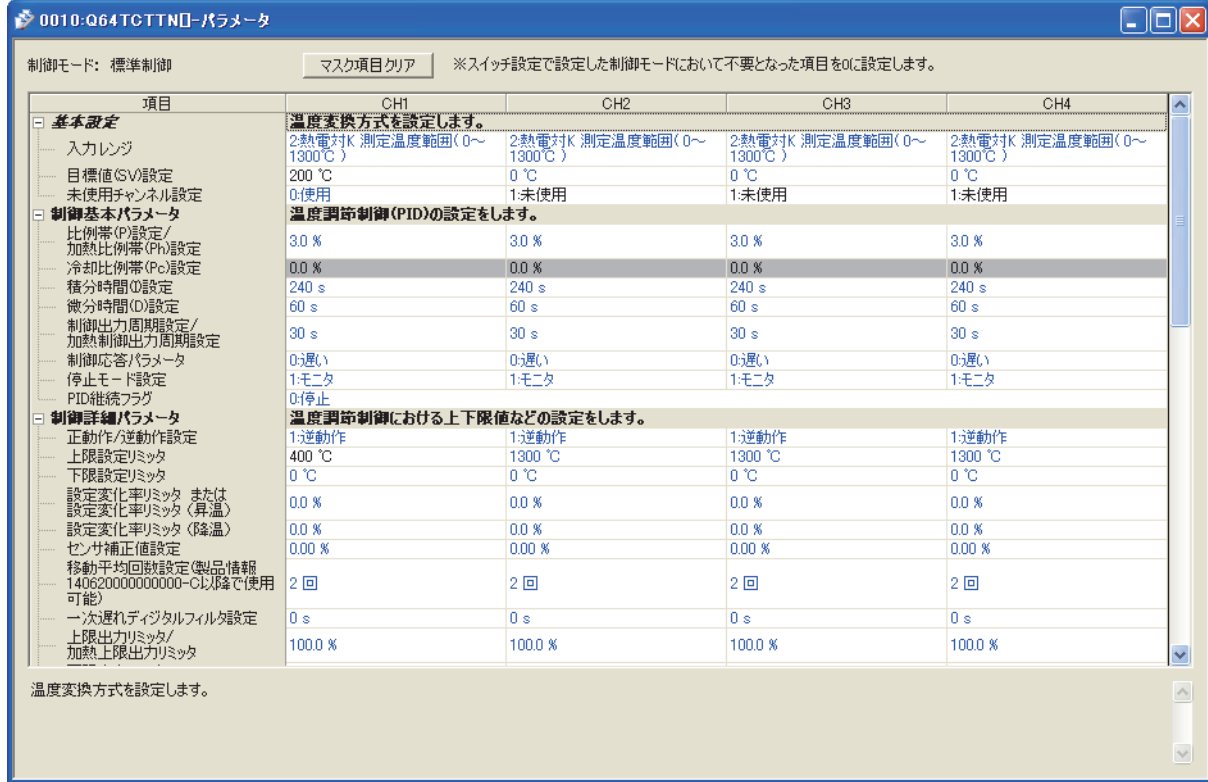 0010:Q64TCTTN[]-パラメータ
制御モード: 標準制御
マスク項目クリア
※スイッチ設定で設定した制御モードにおいて不要となった項目を0に設定します。
項目 CH1 CH2 CH3 CH4
基本設定 温度変換方式を設定します。
入力レンジ 2:熱電対K 測定温度範囲(0～1300℃) 2:熱電対K 測定温度範囲(0～1300℃) 2:熱電対K 測定温度範囲(0～1300℃) 2:熱電対K 測定温度範囲(0～1300℃)
目標値(SV)設定 200 ℃ 0 ℃ 0 ℃ 0 ℃
未使用チャンネル設定 0:使用 1:未使用 1:未使用 1:未使用
制御基本パラメータ 温度調節制御(PID)の設定をします。
比例帯(P)設定/加熱比例帯(Ph)設定 3.0 % 3.0 % 3.0 % 3.0 %
冷却比例帯(Pc)設定 0.0 % 0.0 % 0.0 % 0.0 %
積分時間(I)設定 240 s 240 s 240 s 240 s
微分時間(D)設定 60 s 60 s 60 s 60 s
制御出力周期設定/加熱制御出力周期設定 30 s 30 s 30 s 30 s
制御応答パラメータ 0:遅い 0:遅い 0:遅い 0:遅い
停止モード設定 1:モニタ 1:モニタ 1:モニタ 1:モニタ
PID継続フラグ 0:停止
制御詳細パラメータ 温度調節制御における上下限値などの設定をします。
正動作/逆動作設定 1:逆動作 1:逆動作 1:逆動作 1:逆動作
上限設定リミッタ 400 ℃ 1300 ℃ 1300 ℃ 1300 ℃
下限設定リミッタ 0 ℃ 0 ℃ 0 ℃ 0 ℃
設定変化率リミッタ または設定変化率リミッタ(昇温) 0.0 % 0.0 % 0.0 % 0.0 %
設定変化率リミッタ(降温) 0.0 % 0.0 % 0.0 % 0.0 %
センサ補正値設定 0.00 % 0.00 % 0.00 % 0.00 %
移動平均回数設定(製品情報140620000000000-C以降で使用可能) 2 回 2 回 2 回 2 回
一次遅れディジタルフィルタ設定 0 s 0 s 0 s 0 s
上限出力リミッタ/加熱上限出力リミッタ 100.0 % 100.0 % 100.0 % 100.0 %
温度変換方式を設定します。